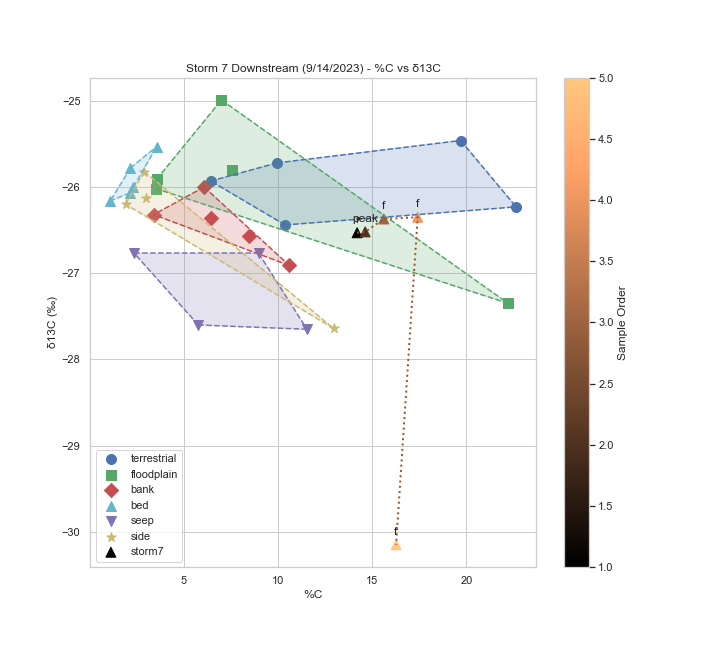 Storm 7 Downstream (9/14/2023) - %C vs δ13C
−25
−26
−27
−28
−29
−30
δ13C (‰)
5
10
15
20
%C
peak
f
f
f
terrestrial
floodplain
bank
bed
seep
side
storm7
5.0
4.5
4.0
3.5
3.0
2.5
2.0
1.5
1.0
Sample Order